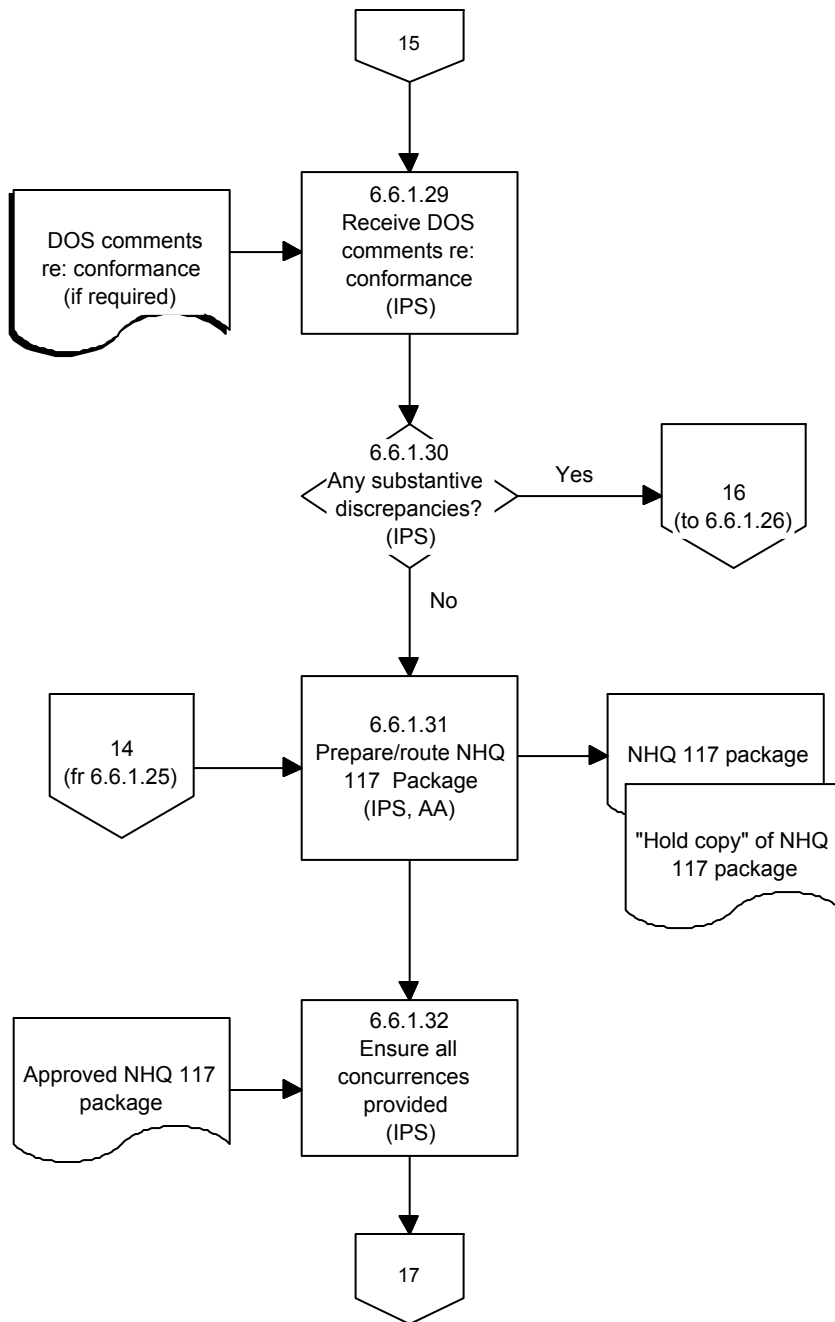 15
6.6.1.29
Receive DOS
comments re:
conformance
(IPS)
DOS comments
re: conformance
(if required)
6.6.1.30
Any substantive
discrepancies?
(IPS)
Yes
16
(to 6.6.1.26)
No
14
(fr 6.6.1.25)
6.6.1.31
Prepare/route NHQ
117 Package
(IPS, AA)
NHQ 117 package
"Hold copy" of NHQ
117 package
6.6.1.32
Ensure all
concurrences
provided
(IPS)
Approved NHQ 117
package
17